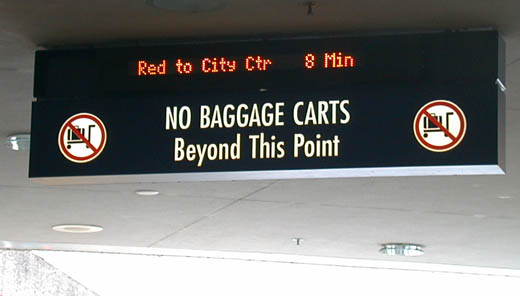 Red to City Ctr 8 Min
NO BAGGAGE CARTS
Beyond This Point